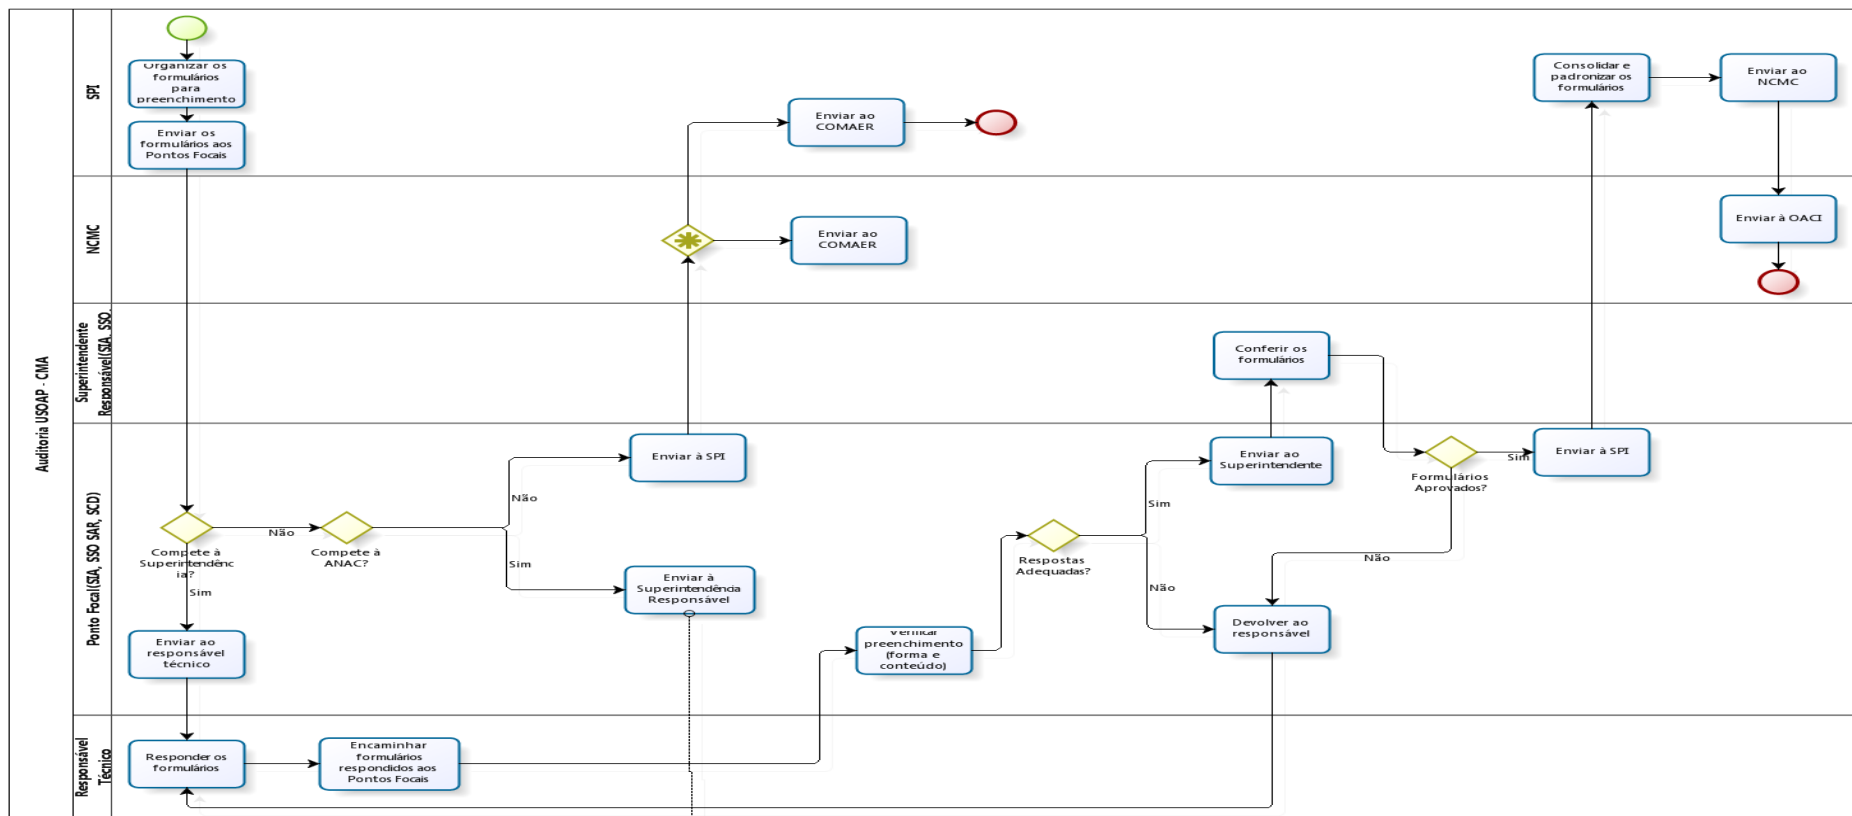 Auditoria USOAP - CMA
SPI
Organizar os
formulários
para
preenchimento
Enviar os
formulários aos
Pontos Focais
Enviar ao
COMAER
Consolidar e
padronizar os
formulários
Enviar ao
NCMC
NCMC
Enviar ao
COMAER
Enviar à OACI
Superintendente
Responsável(SIA, SSO,
Conferir os
formulários
Ponto Focal(SIA, SSO SAR, SCD)
Compete à
Superintendênc
ia?
Não
Sim
Compete à
ANAC?
Não
Sim
Enviar à SPI
Enviar à
Superintendência
Responsável
Enviar ao
responsável
técnico
Verificar
preenchimento
(forma e
conteúdo)
Respostas
Adequadas?
Sim
Não
Enviar ao
Superintendente
Formulários
Aprovados?
Sim
Não
Enviar à SPI
Devolver ao
responsável
Responsável
Técnico
Responder os
formulários
Encaminhar
formulários
respondidos aos
Pontos Focais